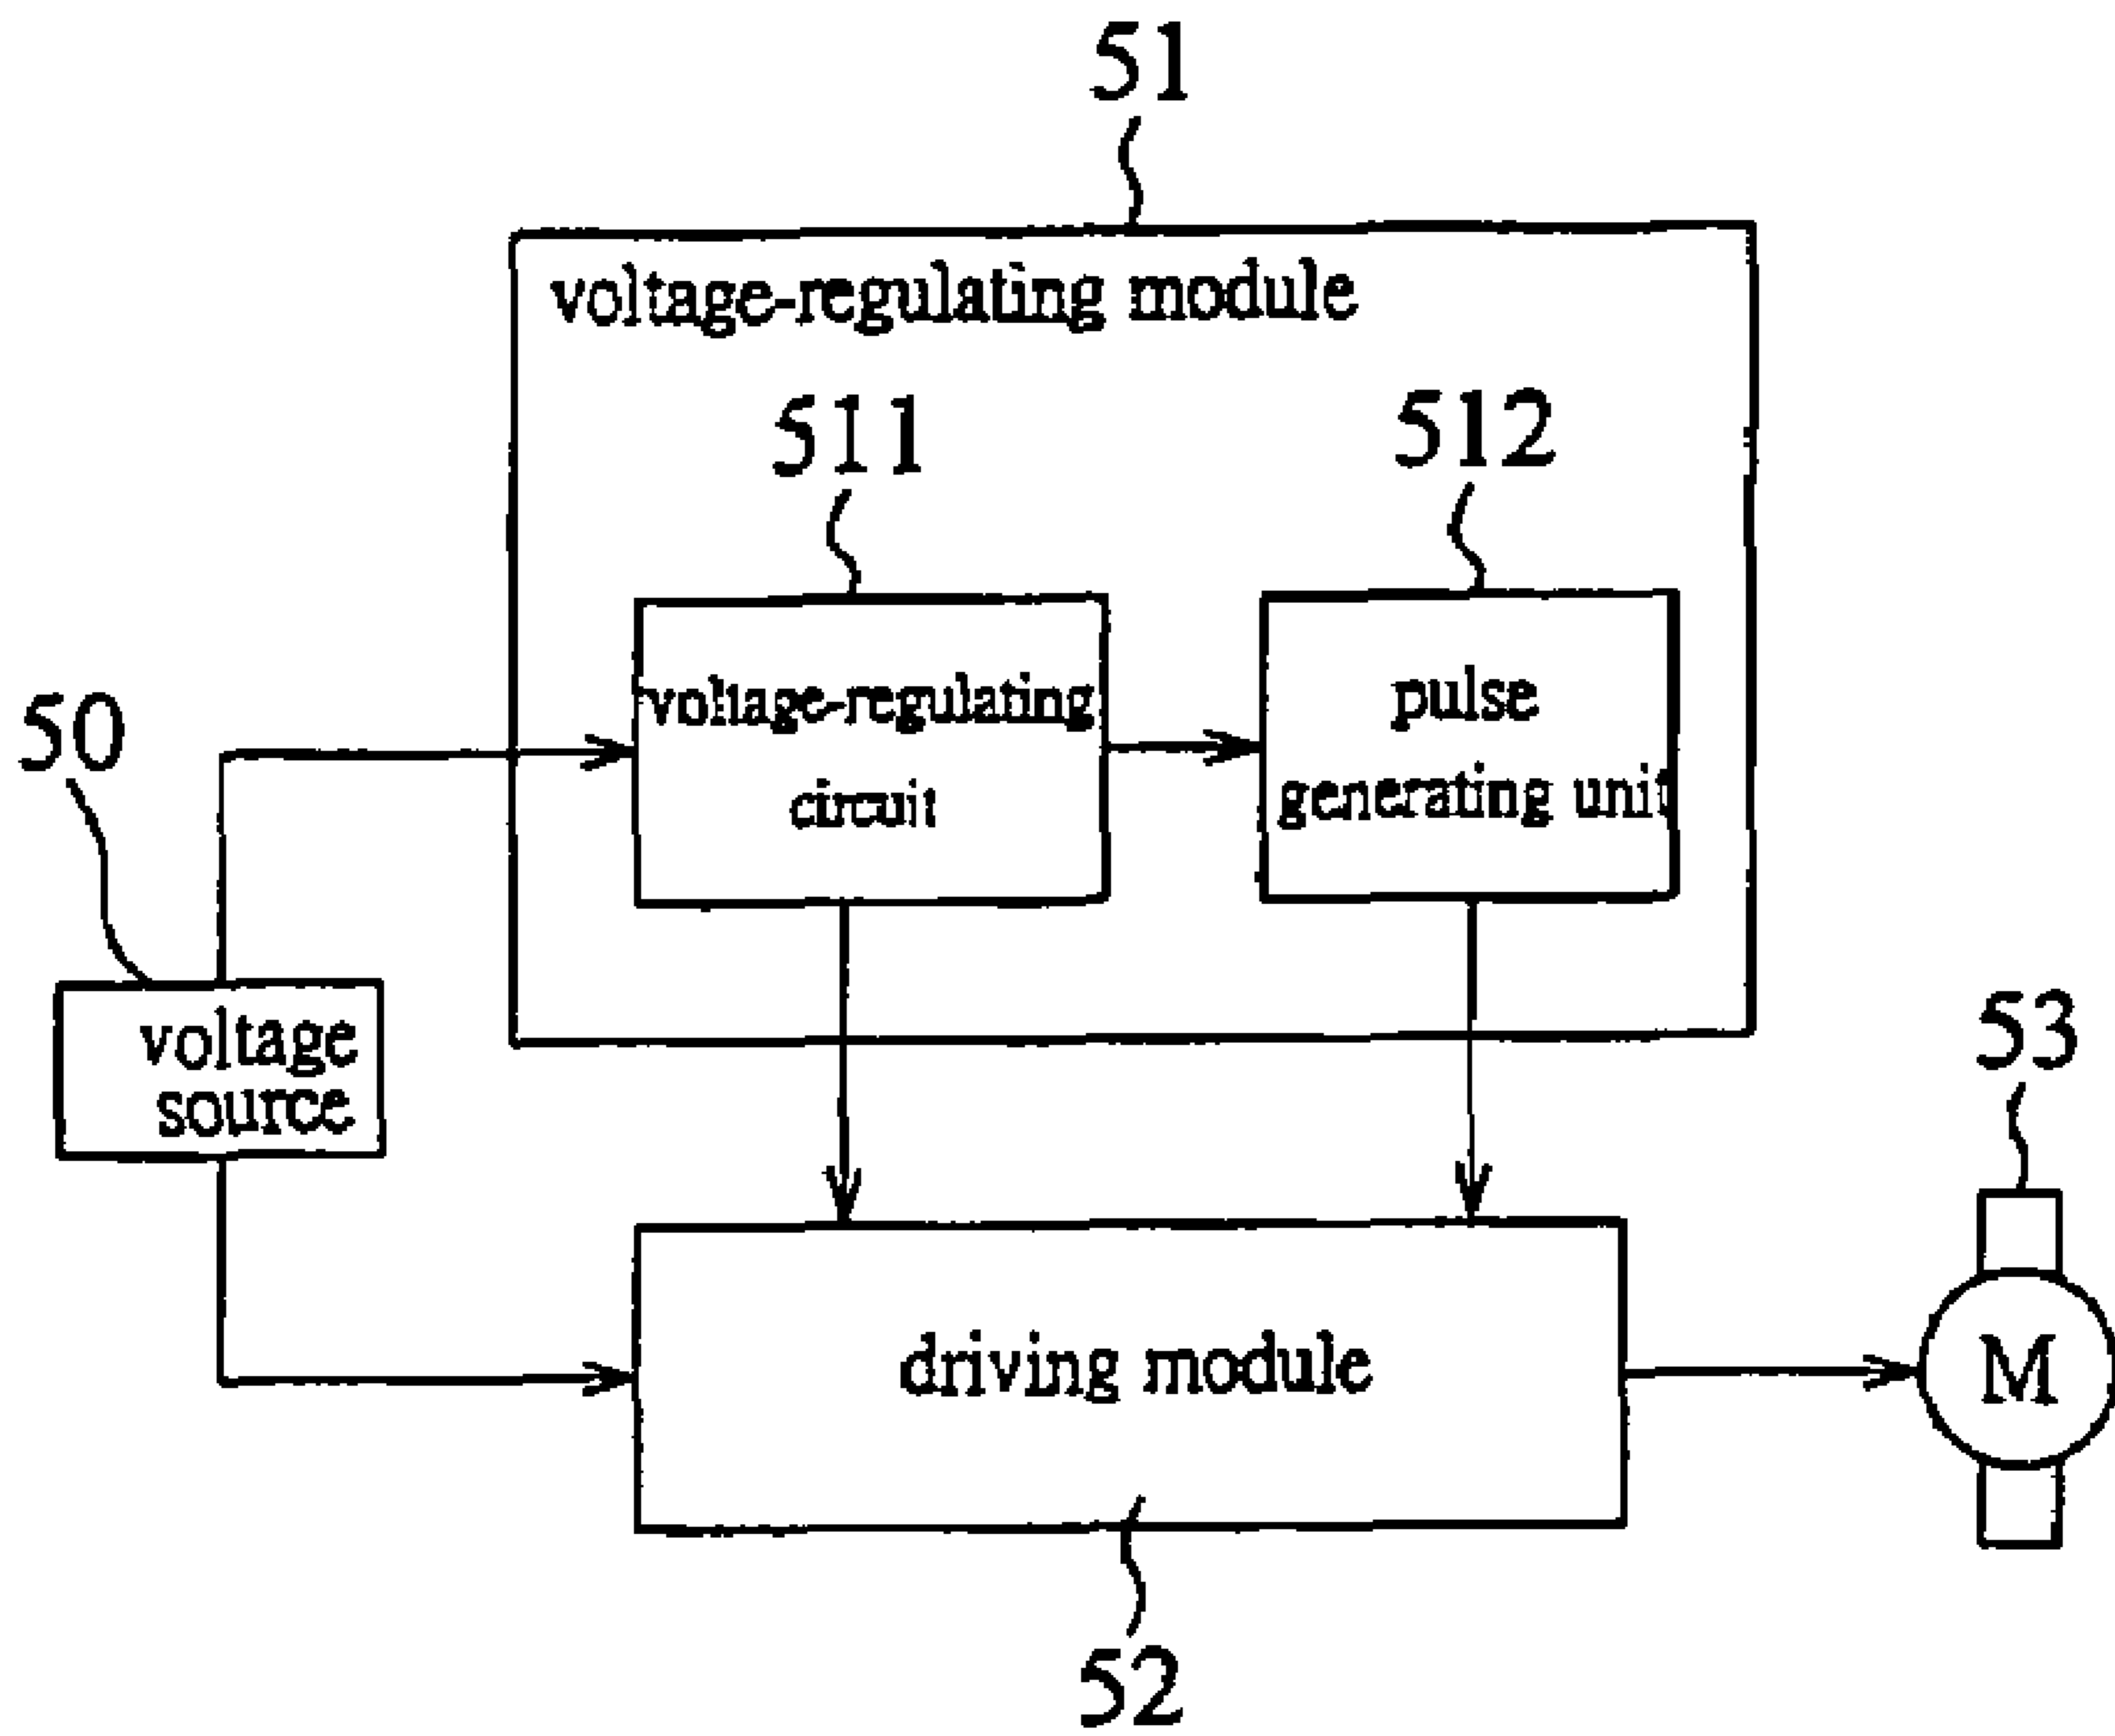 51
voltage-regulating module
511
512
voltage-regulating
circuit
pulse
generating unit
50
voltage
source
53
driving module
M
52